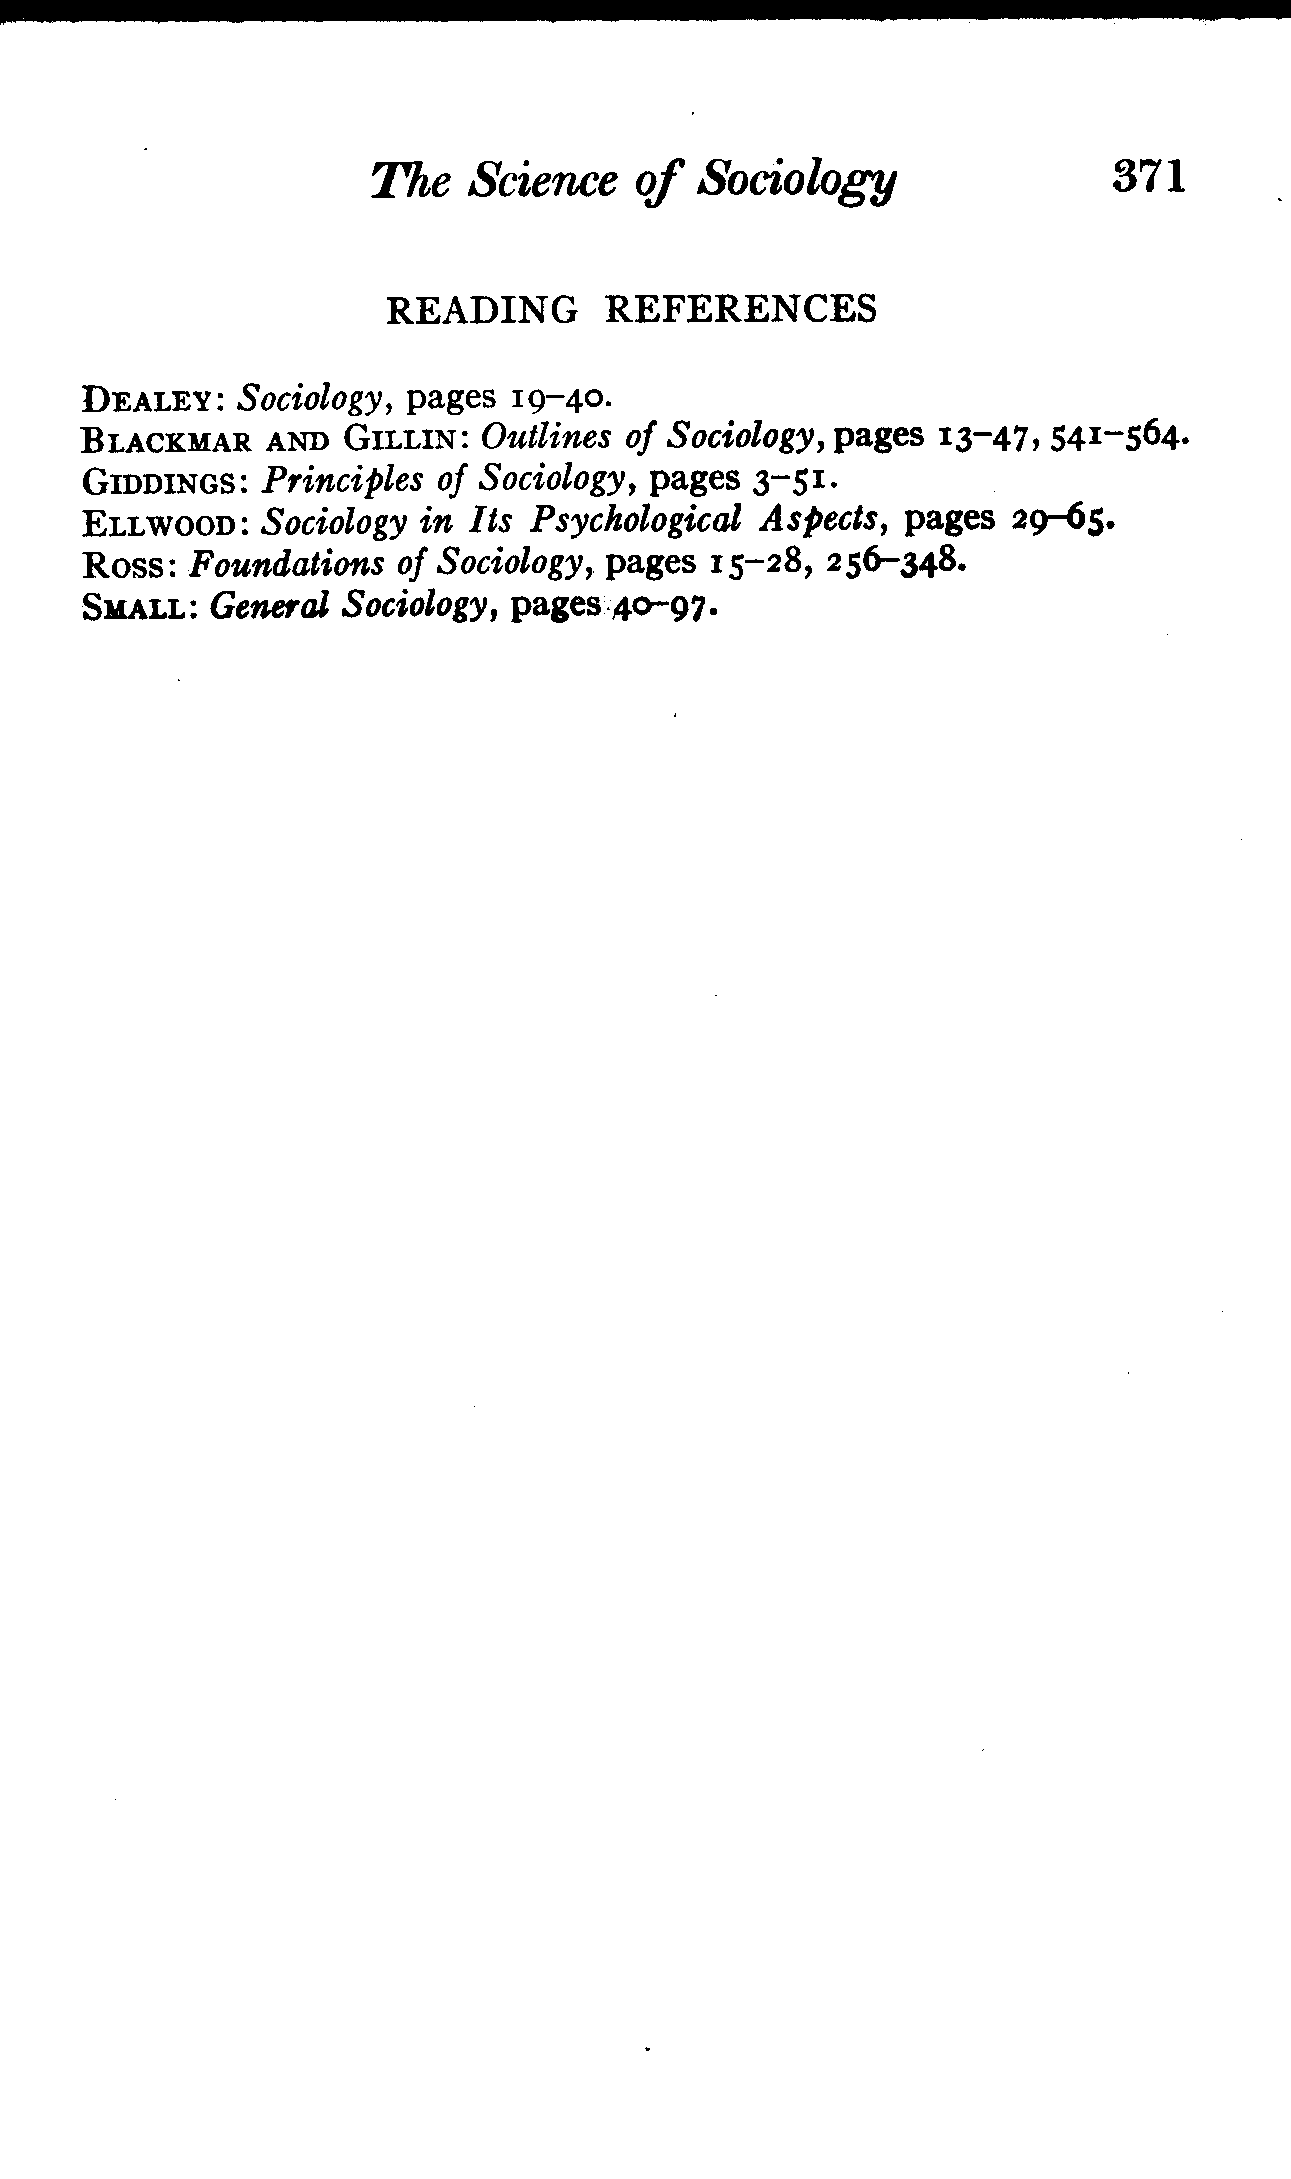 The Science of Sociology 371
READING REFERENCES
DEALEY: Sociology, pages 19–40.
BLACKMAR AND GILLIN: Outlines of Sociology, pages 13–47, 541–564.
GIDDINGS: Principles of Sociology, pages 3–51.
ELLWOOD: Sociology in Its Psychological Aspects, pages 29–65.
ROSS: Foundations of Sociology, pages 15–28, 256–348.
SMALL: General Sociology, pages 40–97.